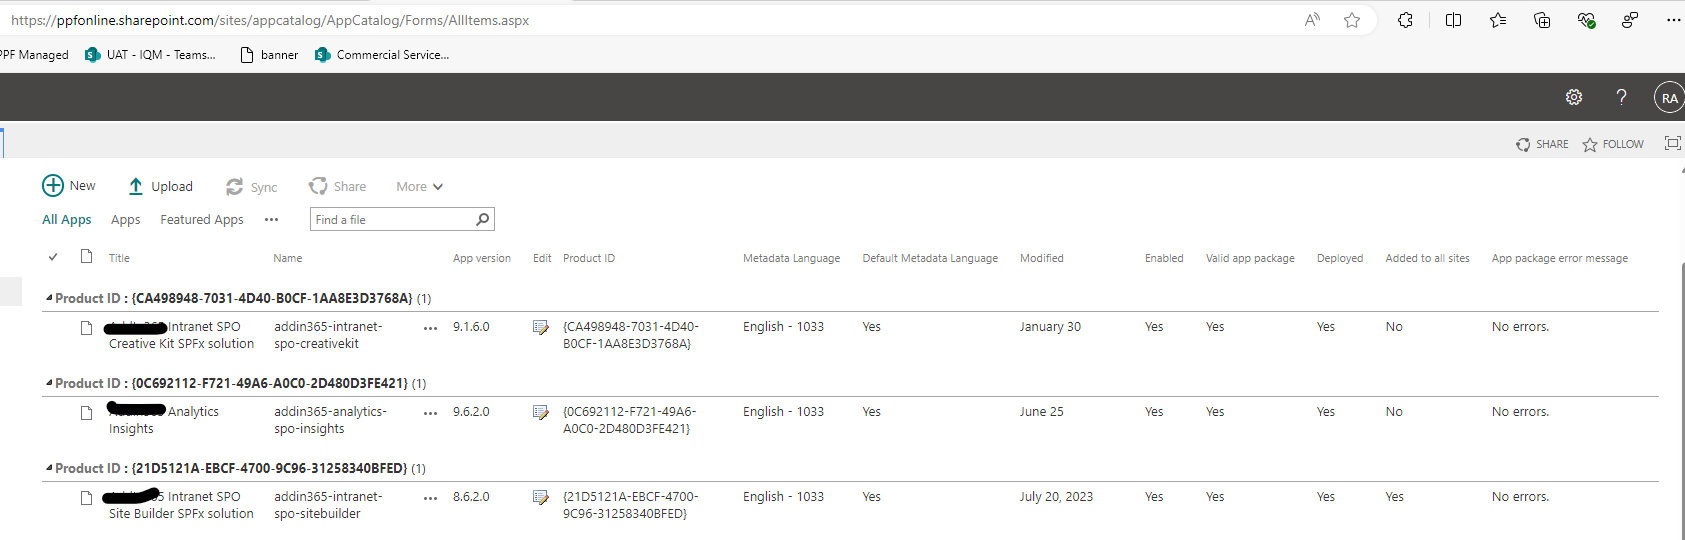 https://ppfonline.sharepoint.com/sites/appcatalog/AppCatalog/Forms/AllItems.aspx
PPF Managed UAT - IQM - Teams... banner Commercial Service...
RA
SHARE FOLLOW
New Upload Sync Share More
All Apps Apps Featured Apps ... Find a file
Title Name App version Edit Product ID Metadata Language Default Metadata Language Modified Enabled Valid app package Deployed Added to all sites App package error message
Product ID : {CA498948-7031-4D40-B0CF-1AA8E3D3768A} (1)
Intranet SPO addin365-intranet- ... 9.1.6.0 {CA498948-7031-4D40- English - 1033 Yes January 30 Yes Yes Yes No No errors.
Creative Kit SPFx solution spo-creativekit B0CF-1AA8E3D3768A}
Product ID : {0C692112-F721-49A6-A0C0-2D480D3FE421} (1)
Analytics addin365-analytics- ... 9.6.2.0 {0C692112-F721-49A6- English - 1033 Yes June 25 Yes Yes Yes No No errors.
Insights spo-insights A0C0-2D480D3FE421}
Product ID : {21D5121A-EBCF-4700-9C96-31258340BFED} (1)
Intranet SPO addin365-intranet- ... 8.6.2.0 {21D5121A-EBCF-4700- English - 1033 Yes July 20, 2023 Yes Yes Yes Yes No errors.
Site Builder SPFx solution spo-sitebuilder 9C96-31258340BFED}